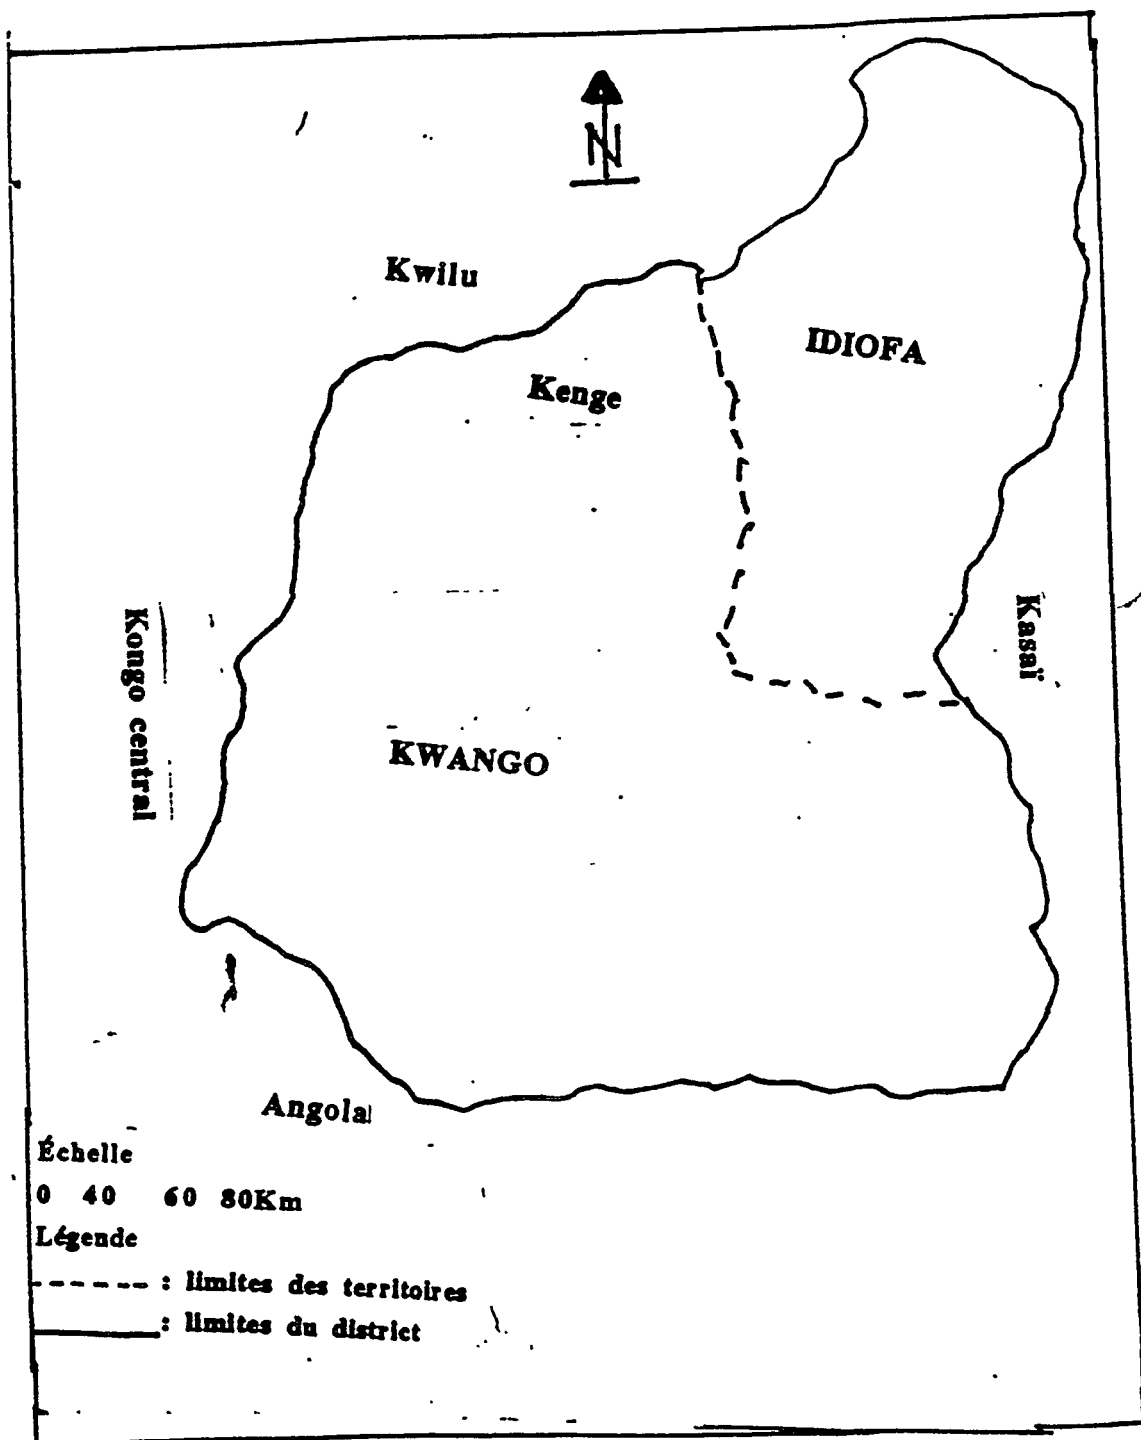 N
Kwilu
IDIOFA
Kenge
Kongo central
Kasaï
KWANGO
Angola
Échelle
0 40 60 80Km
Légende
: limites des territoires
: limites du district